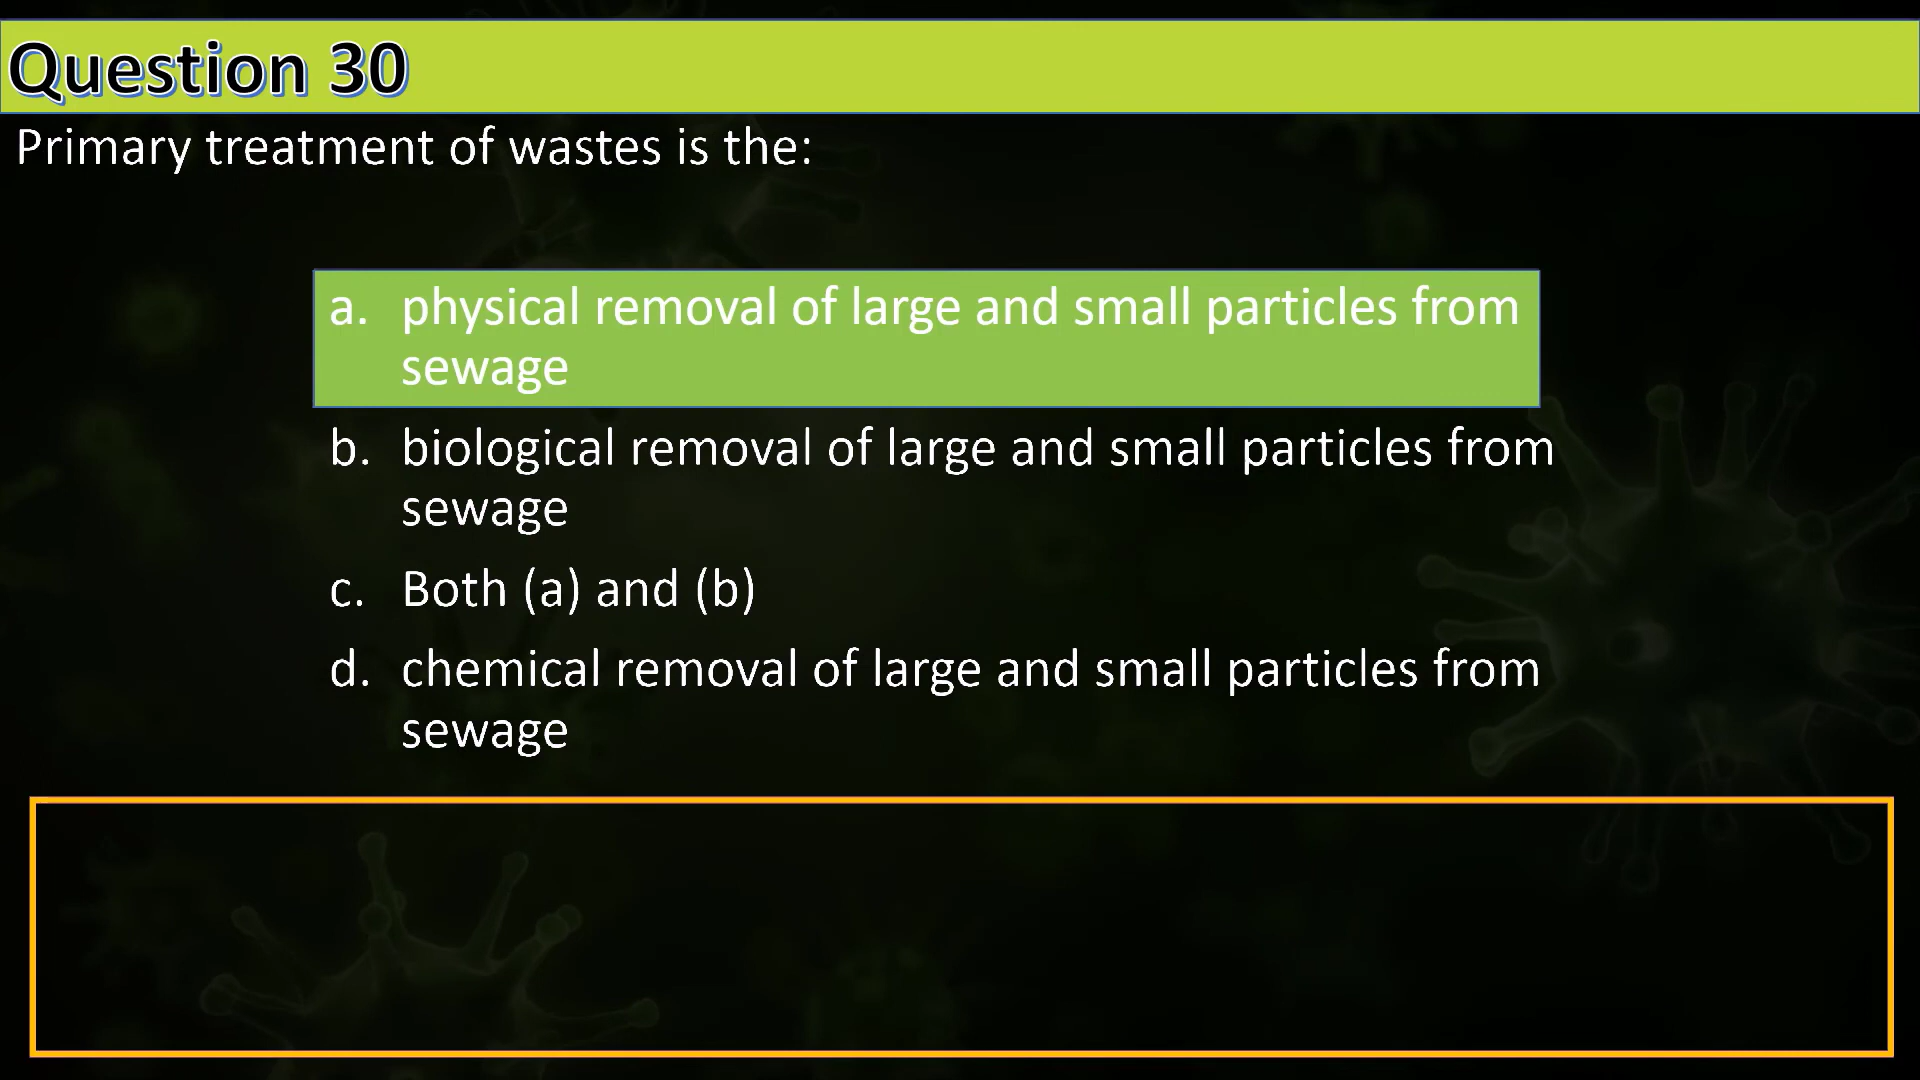 Question 30
Primary treatment of wastes is the:
a. physical removal of large and small particles from
sewage
b. biological removal of large and small particles from
sewage
c. Both (a) and (b)
d. chemical removal of large and small particles from
sewage